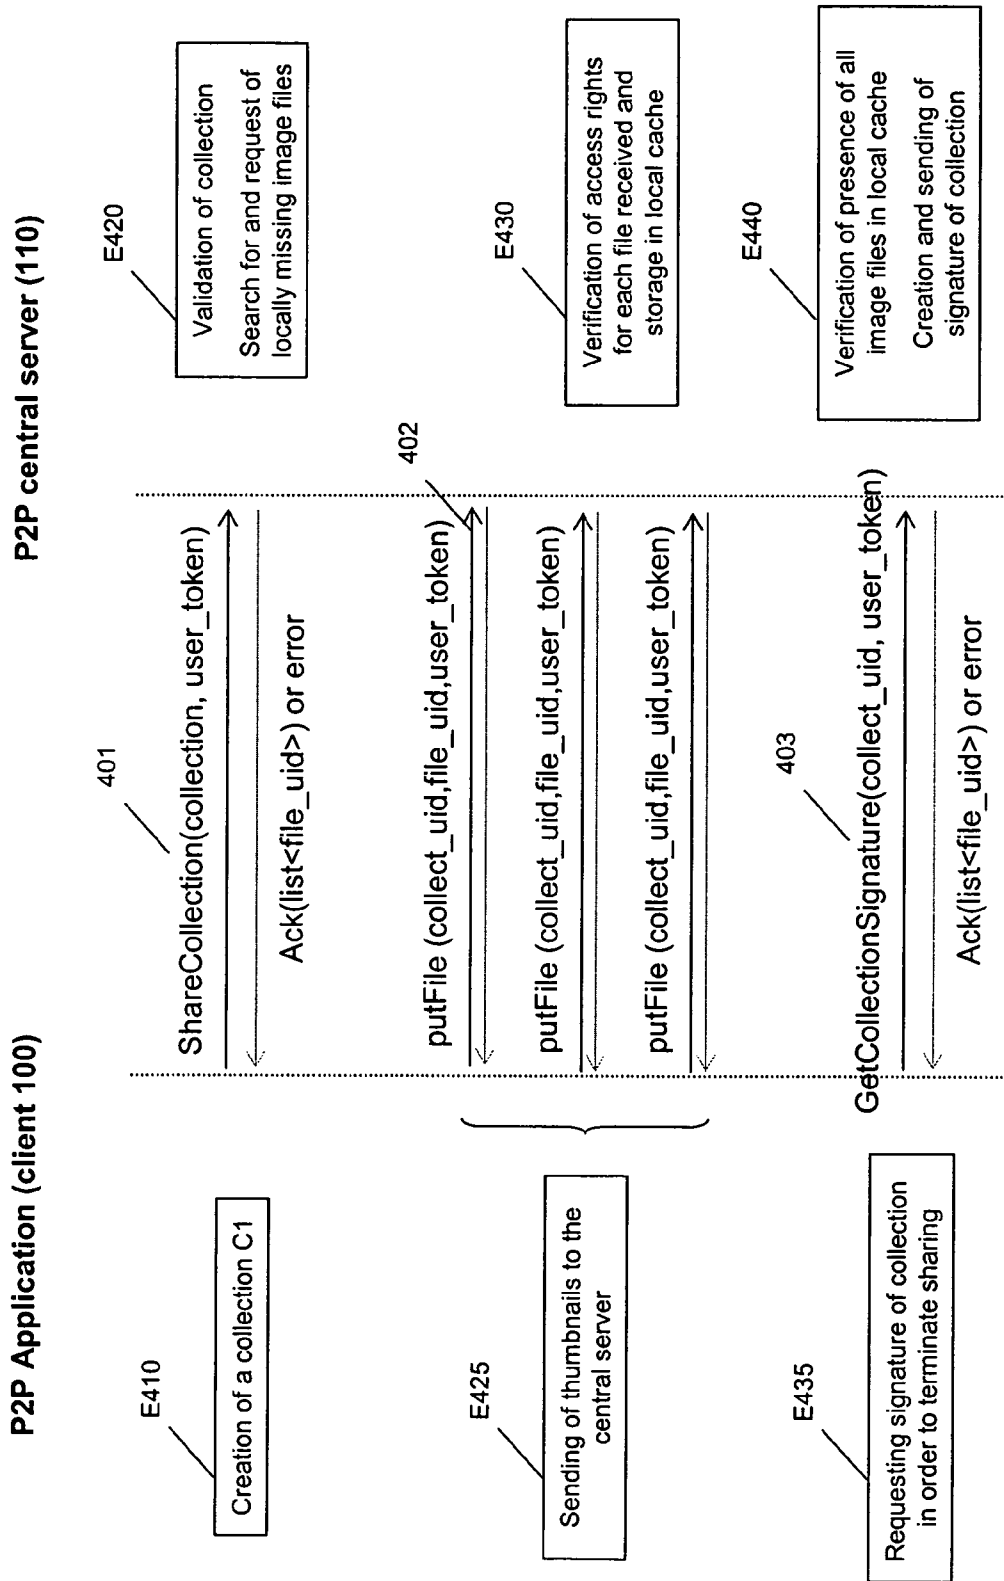 P2P Application (client 100)
P2P central server (110)
E410
Creation of a collection C1
401
ShareCollection(collection, user_token)
Ack(list<file_uid>) or error
E420
Validation of collection
Search for and request of
locally missing image files
E425
Sending of thumbnails to the
central server
402
putFile (collect_uid,file_uid,user_token)
putFile (collect_uid,file_uid,user_token)
putFile (collect_uid,file_uid,user_token)
E430
Verification of access rights
for each file received and
storage in local cache
E435
Requesting signature of collection
in order to terminate sharing
403
GetCollectionSignature(collect_uid, user_token)
Ack(list<file_uid>) or error
E440
Verification of presence of all
image files in local cache
Creation and sending of
signature of collection